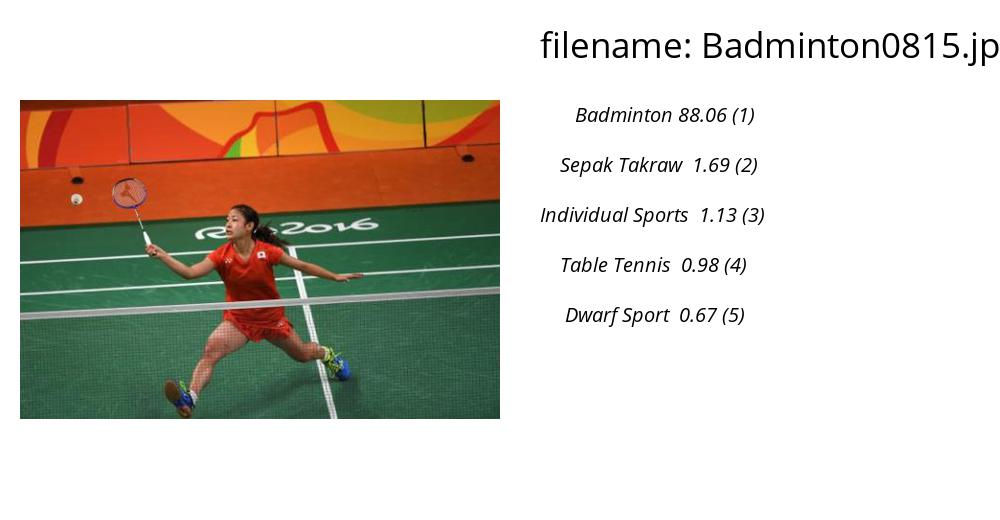 filename: Badminton0815.jp
Badminton 88.06 (1)
Sepak Takraw 1.69 (2)
Individual Sports 1.13 (3)
Table Tennis 0.98 (4)
Dwarf Sport 0.67 (5)
Rio2016